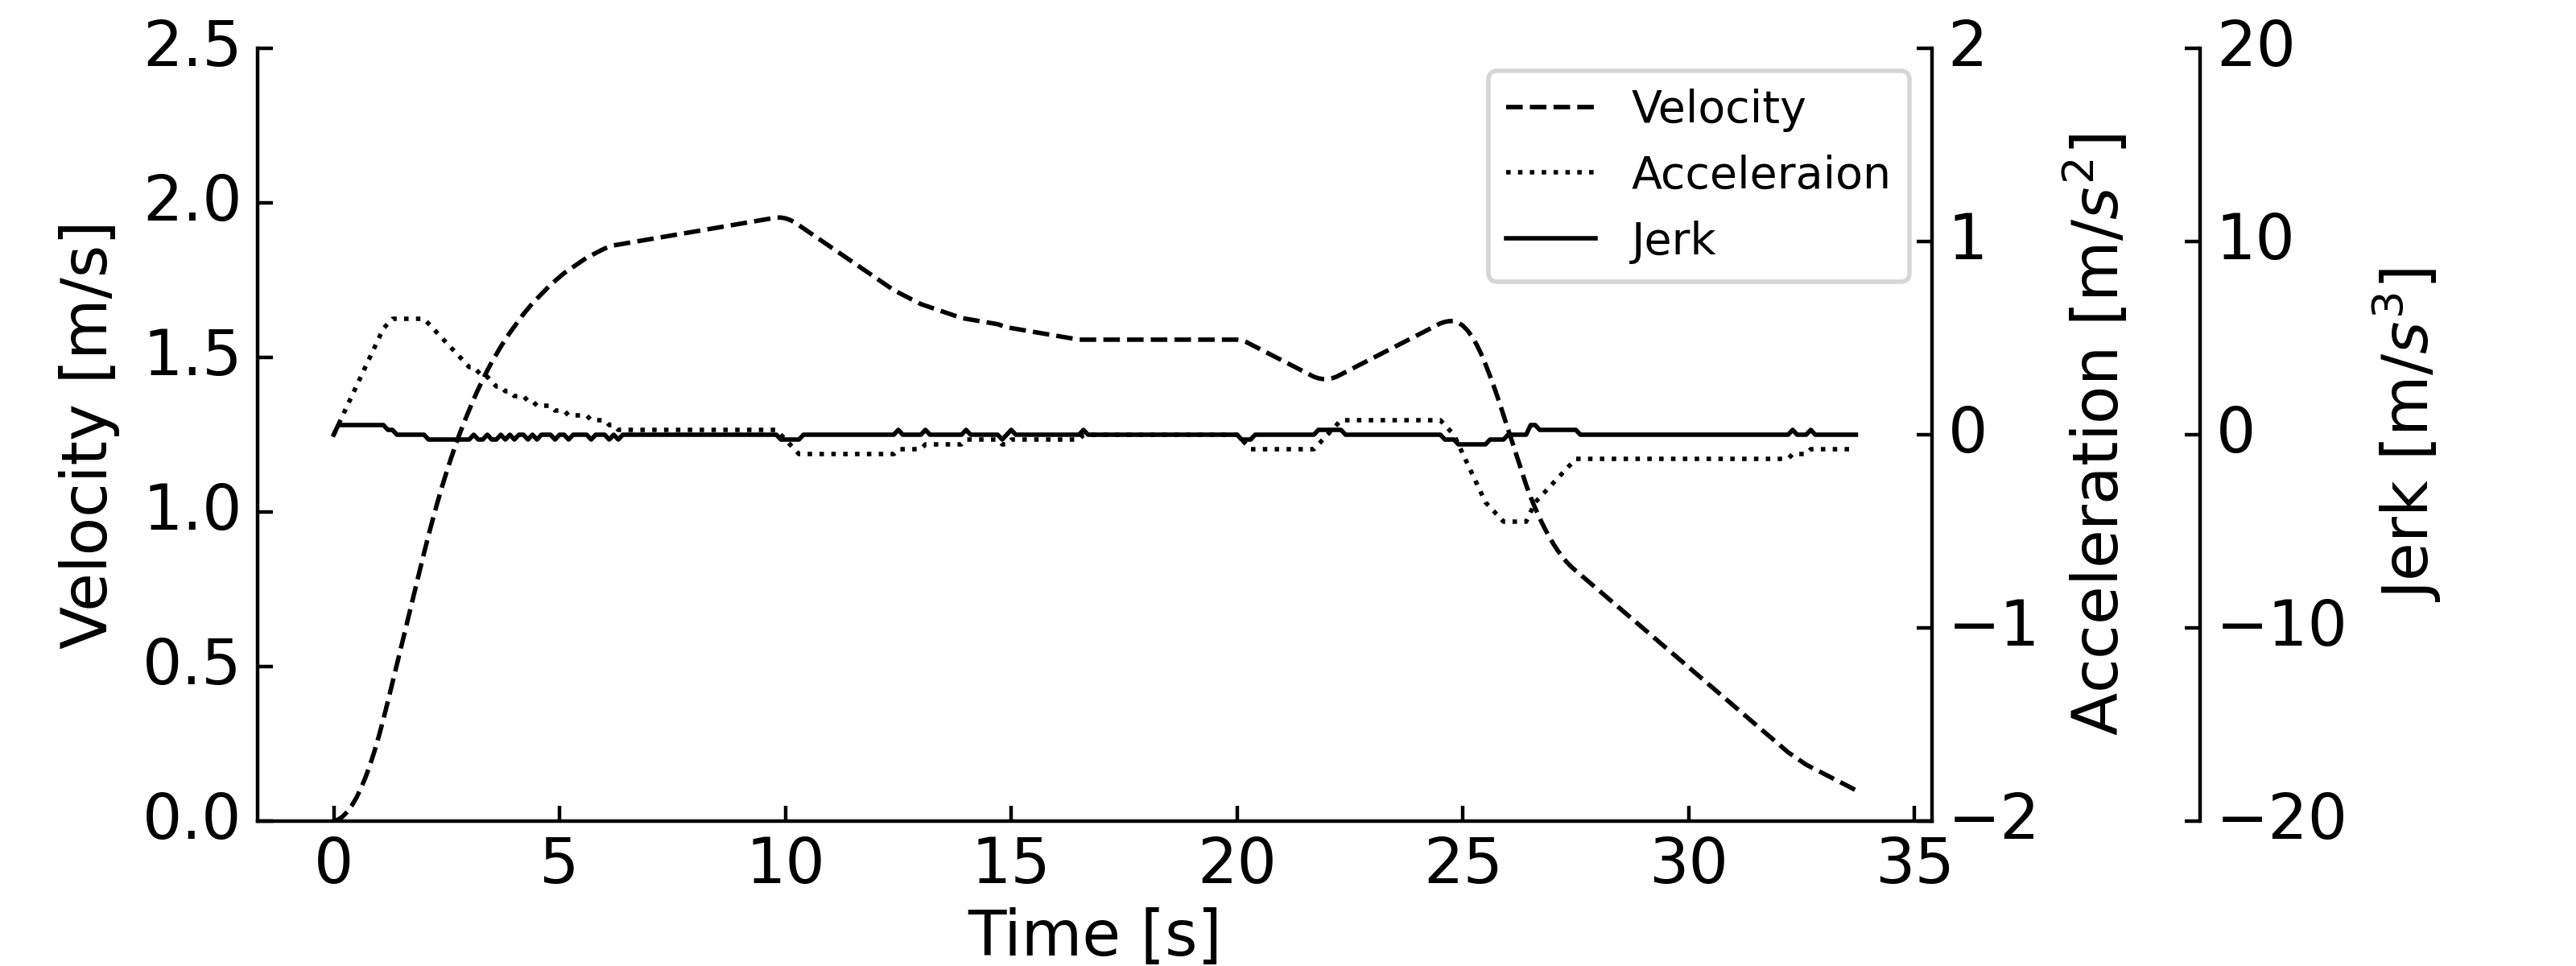 2.5
2.0
1.5
1.0
0.5
0.0
Velocity [m/s]
0 5 10 15 20 25 30 35
Time [s]
Velocity
Acceleraion
Jerk
2
1
0
−1
−2
Acceleration [m/s²]
20
10
0
−10
−20
Jerk [m/s³]